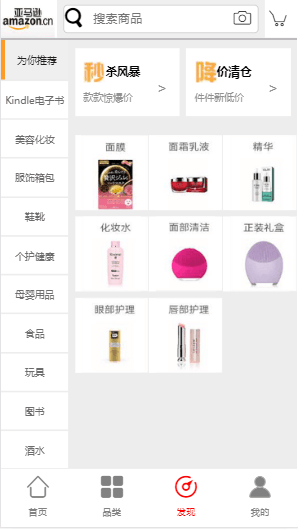 亚马逊
amazon.cn
搜索商品
为你推荐
Kindle电子书
美容化妆
服饰箱包
鞋靴
个护健康
母婴用品
食品
玩具
图书
酒水
秒杀风暴
款款惊爆价
>
降价清仓
件件新低价
>
面膜
面霜乳液
精华
化妆水
面部清洁
正装礼盒
眼部护理
唇部护理
首页
品类
发现
我的